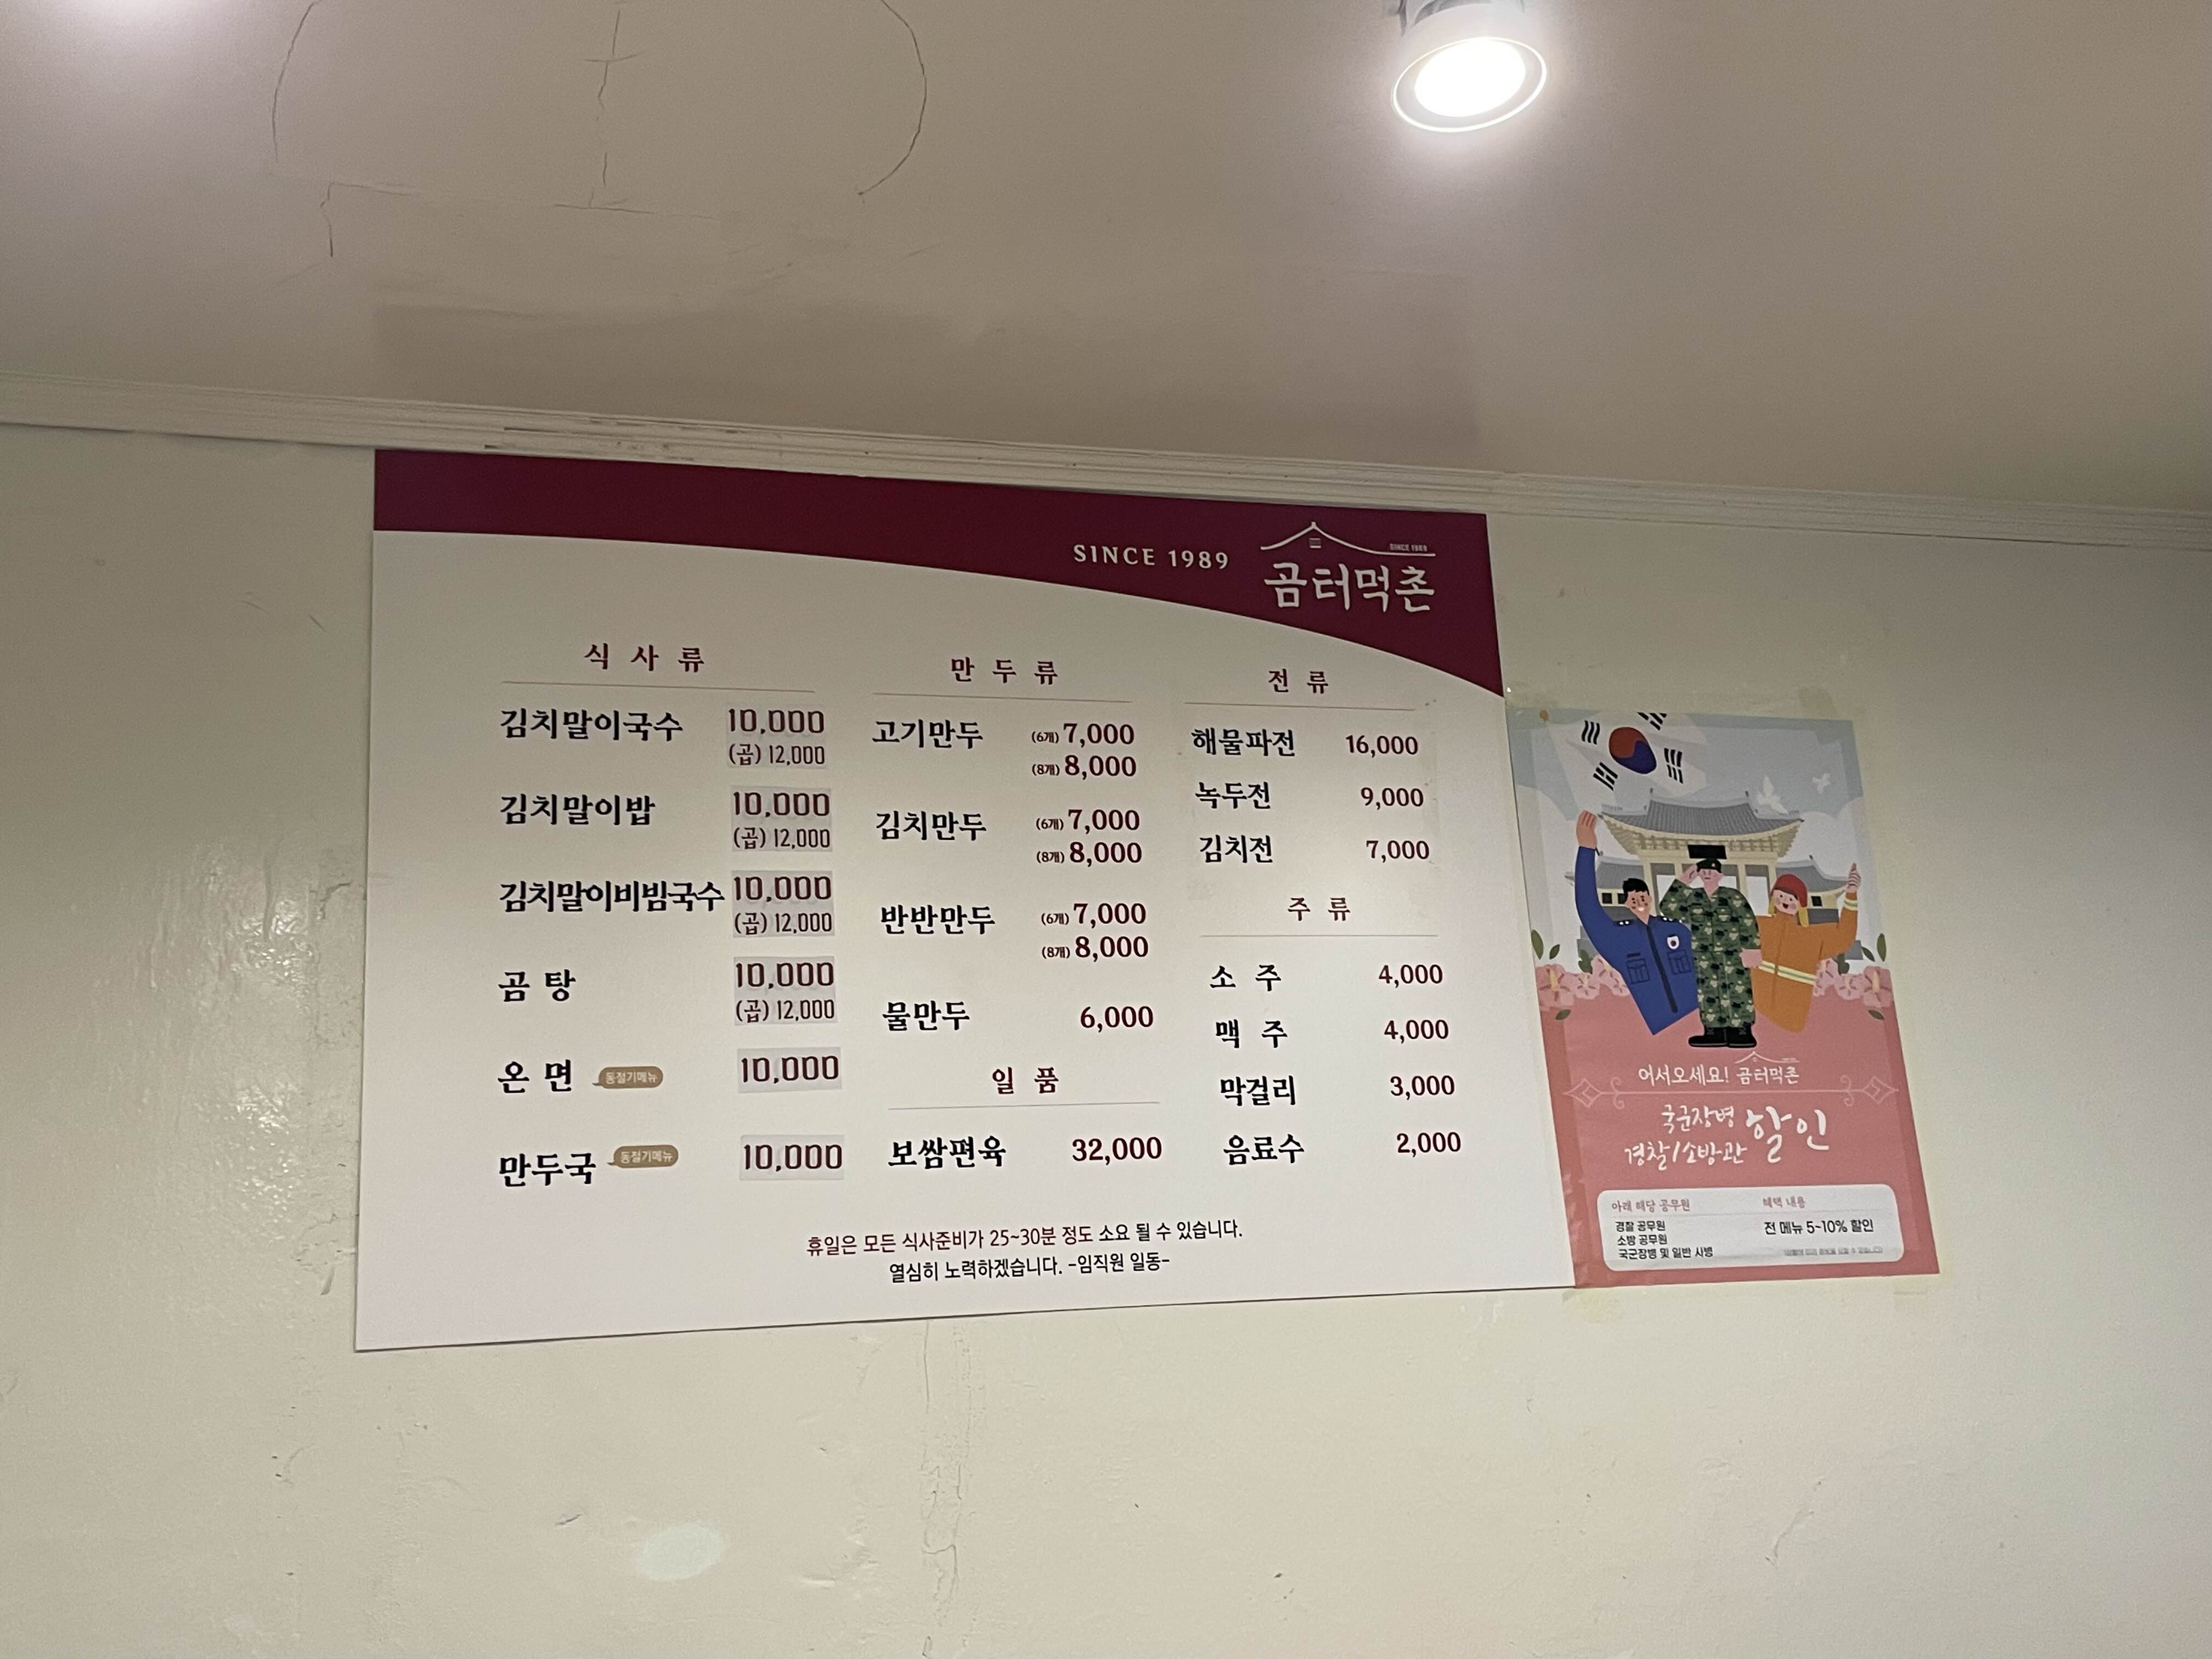 SINCE 1989
SINCE 1989
곰터먹촌
식 사 류
김치말이국수 10,000
(곱) 12,000
김치말이밥 10,000
(곱) 12,000
김치말이비빔국수 10,000
(곱) 12,000
곰 탕 10,000
(곱) 12,000
온 면 동절기메뉴 10,000
만두국 동절기메뉴 10,000
만 두 류
고기만두 (6개) 7,000
(8개) 8,000
김치만두 (6개) 7,000
(8개) 8,000
반반만두 (6개) 7,000
(8개) 8,000
물만두 6,000
일 품
보쌈편육 32,000
전 류
해물파전 16,000
녹두전 9,000
김치전 7,000
주 류
소 주 4,000
맥 주 4,000
막걸리 3,000
음료수 2,000
휴일은 모든 식사준비가 25~30분 정도 소요 될 수 있습니다.
열심히 노력하겠습니다. -임직원 일동-
어서오세요! 곰터먹촌
국군장병
경찰/소방관 할인
아래 해당 공무원 혜택 내용
경찰 공무원
소방 공무원
국군장병 및 일반 사병
전 메뉴 5~10% 할인